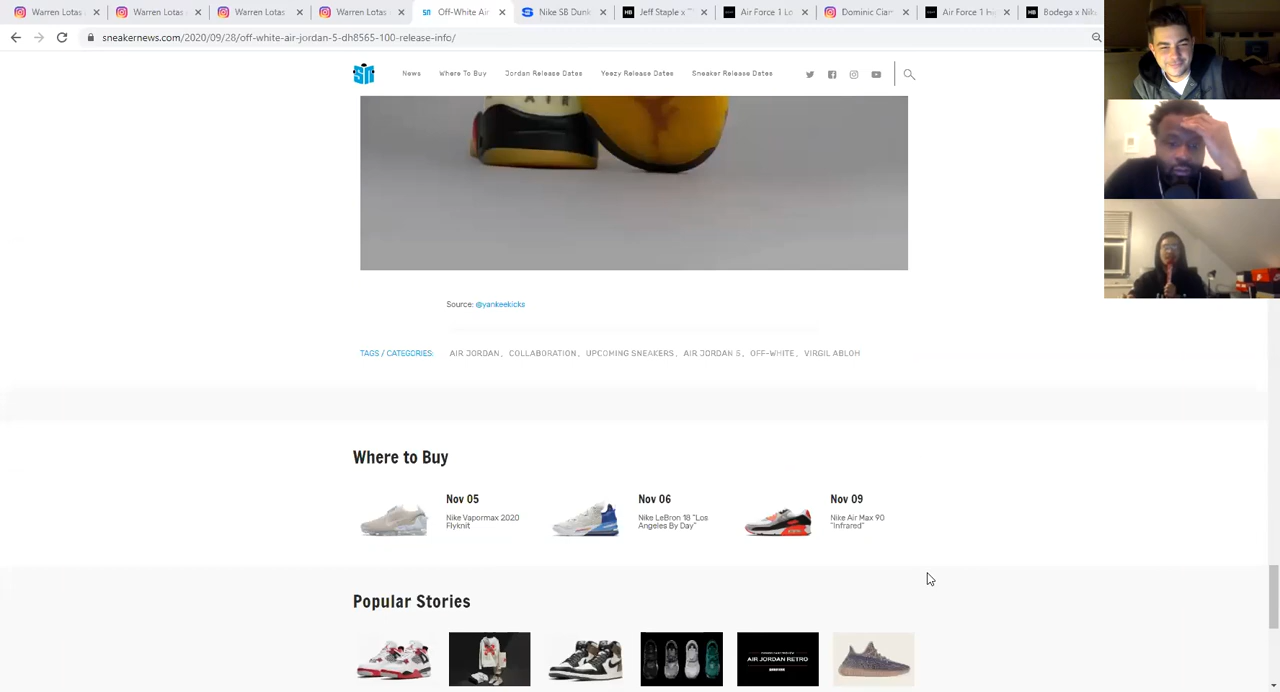 Warren Lotas
Warren Lotas
Warren Lotas
Warren Lotas
Off-White Air
Nike SB Dunk
Jeff Staple x
Air Force 1 Lo
Dominic Ciam
Air Force 1 H
Bodega x Nik
sneakernews.com/2020/09/28/off-white-air-jordan-5-dh8565-100-release-info/
SN
News Where To Buy Jordan Release Dates Yeezy Release Dates Sneaker Release Dates
AIR
Source: @yankeekicks
TAGS / CATEGORIES: AIR JORDAN, COLLABORATION, UPCOMING SNEAKERS, AIR JORDAN 5, OFF-WHITE, VIRGIL ABLOH
Where to Buy
Nov 05
Nike Vapormax 2020
Flyknit
Nov 06
Nike LeBron 18 "Los
Angeles By Day"
Nov 09
Nike Air Max 90
"Infrared"
Popular Stories
AIR JORDAN RETRO